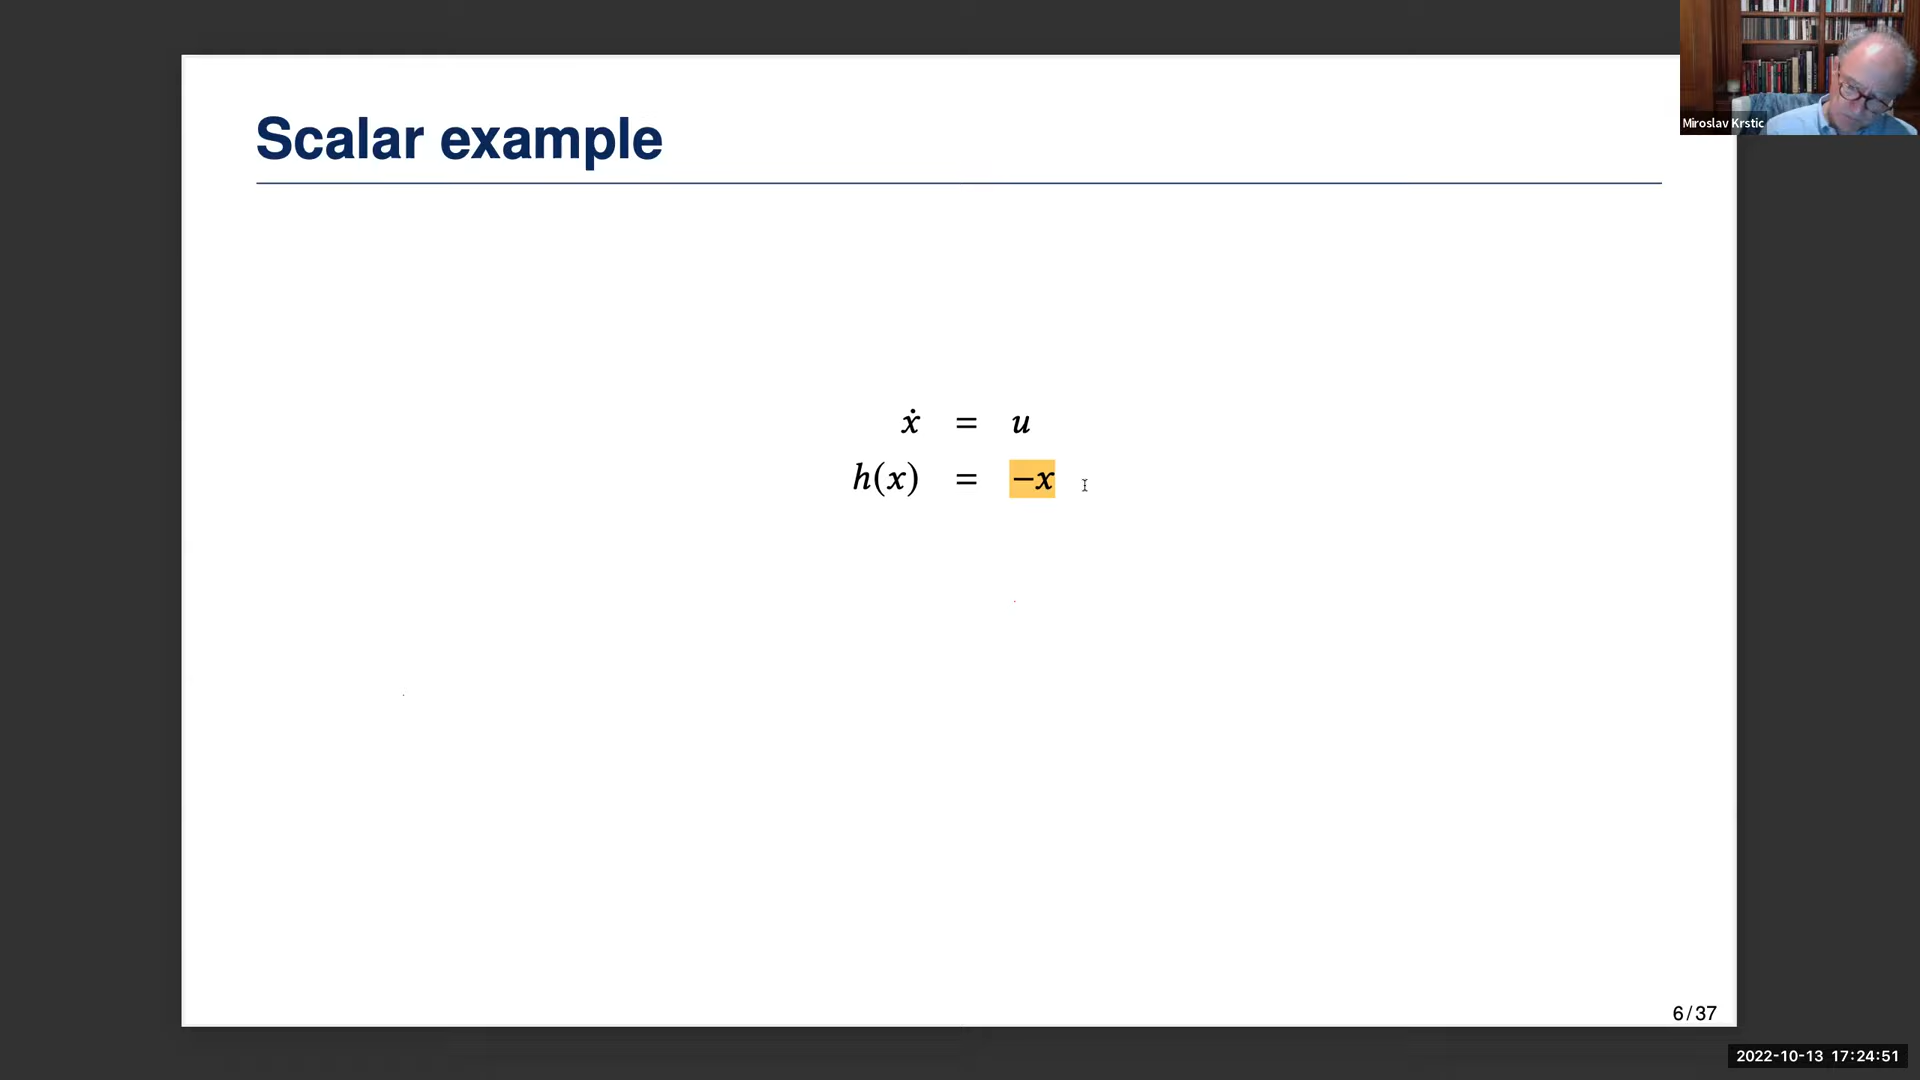 Miroslav Krstic
Scalar example
ẋ = u
h(x) = −x
6/37
2022-10-13 17:24:51